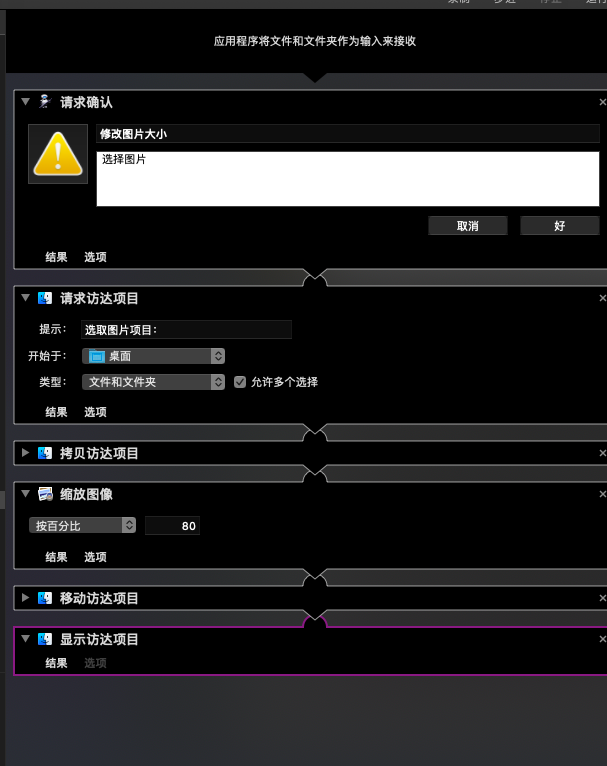 应用程序将文件和文件夹作为输入来接收
请求确认
修改图片大小
选择图片
取消 好
结果 选项
请求访达项目
提示： 选取图片项目：
开始于： 桌面
类型： 文件和文件夹 允许多个选择
结果 选项
拷贝访达项目
缩放图像
按百分比 80
结果 选项
移动访达项目
显示访达项目
结果 选项